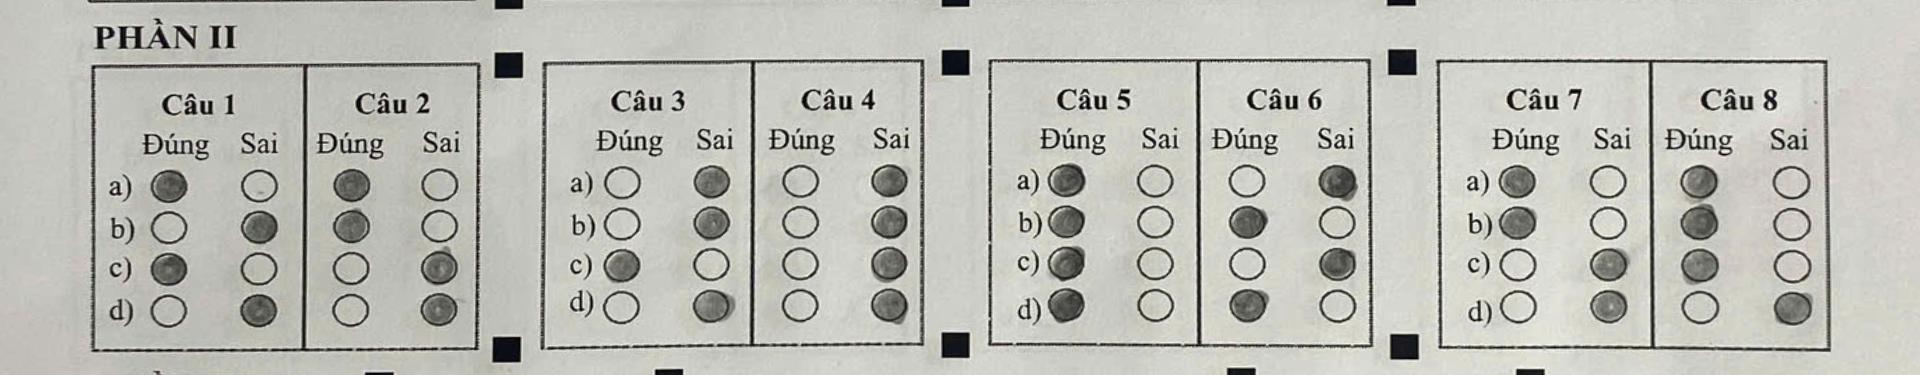 PHẦN II
Câu 1 Câu 2 Câu 3 Câu 4 Câu 5 Câu 6 Câu 7 Câu 8
Đúng Sai Đúng Sai Đúng Sai Đúng Sai Đúng Sai Đúng Sai Đúng Sai Đúng Sai
a) a) a) a)
b) b) b) b)
c) c) c) c)
d) d) d) d)